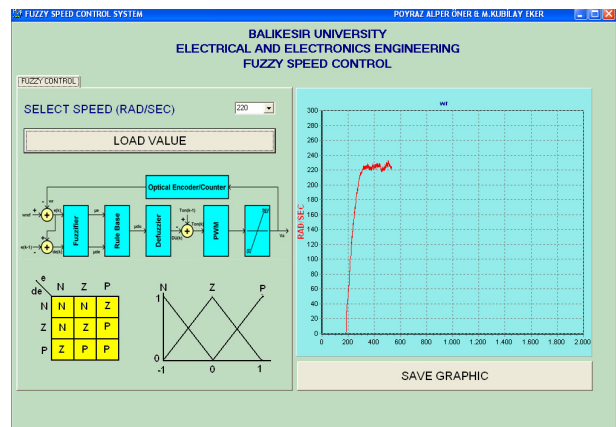 FUZZY SPEED CONTROL SYSTEM
POYRAZ ALPER ÖNER & M.KUBİLAY EKER
BALIKESIR UNIVERSITY
ELECTRICAL AND ELECTRONICS ENGINEERING
FUZZY SPEED CONTROL
FUZZY CONTROL
SELECT SPEED (RAD/SEC)
220
LOAD VALUE
Optical Encoder/Counter
Fuzzifier
Rule Base
Defuzzifier
PWM
e
de
N Z P
N N N Z
Z N Z P
P Z P P
N Z P
1
0
-1 0 1
wr
RAD/SEC
300
280
260
240
220
200
180
160
140
120
100
80
60
40
20
0
0 200 400 600 800 1.000 1.200 1.400 1.600 1.800 2.000
SAVE GRAPHIC